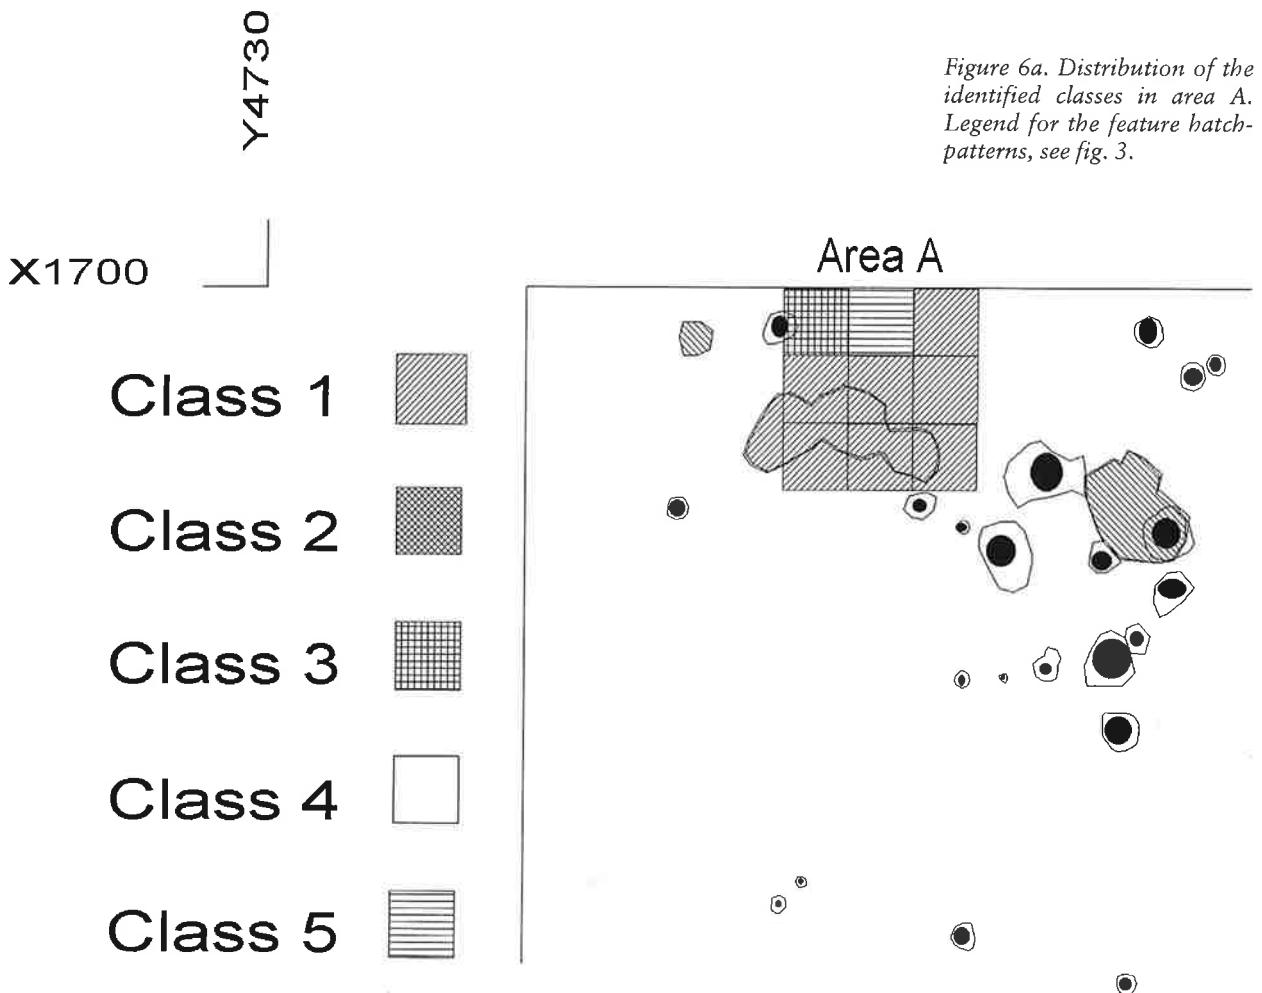 Y4730
Figure 6a. Distribution of the
identified classes in area A.
Legend for the feature hatch-
patterns, see fig. 3.
X1700
Area A
Class 1
Class 2
Class 3
Class 4
Class 5